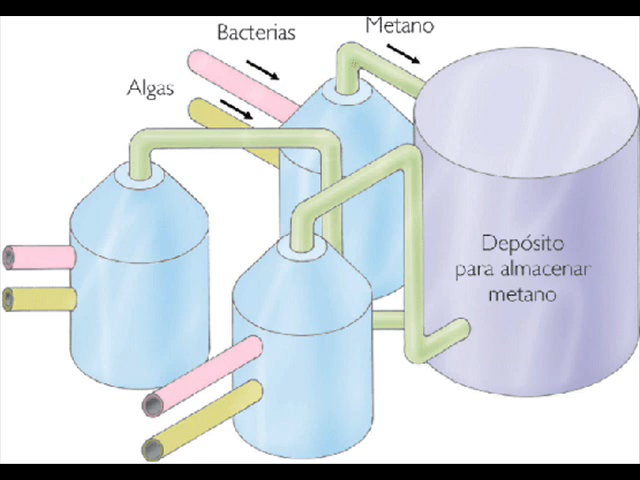 Metano
Bacterias
Algas
Depósito
para almacenar
metano